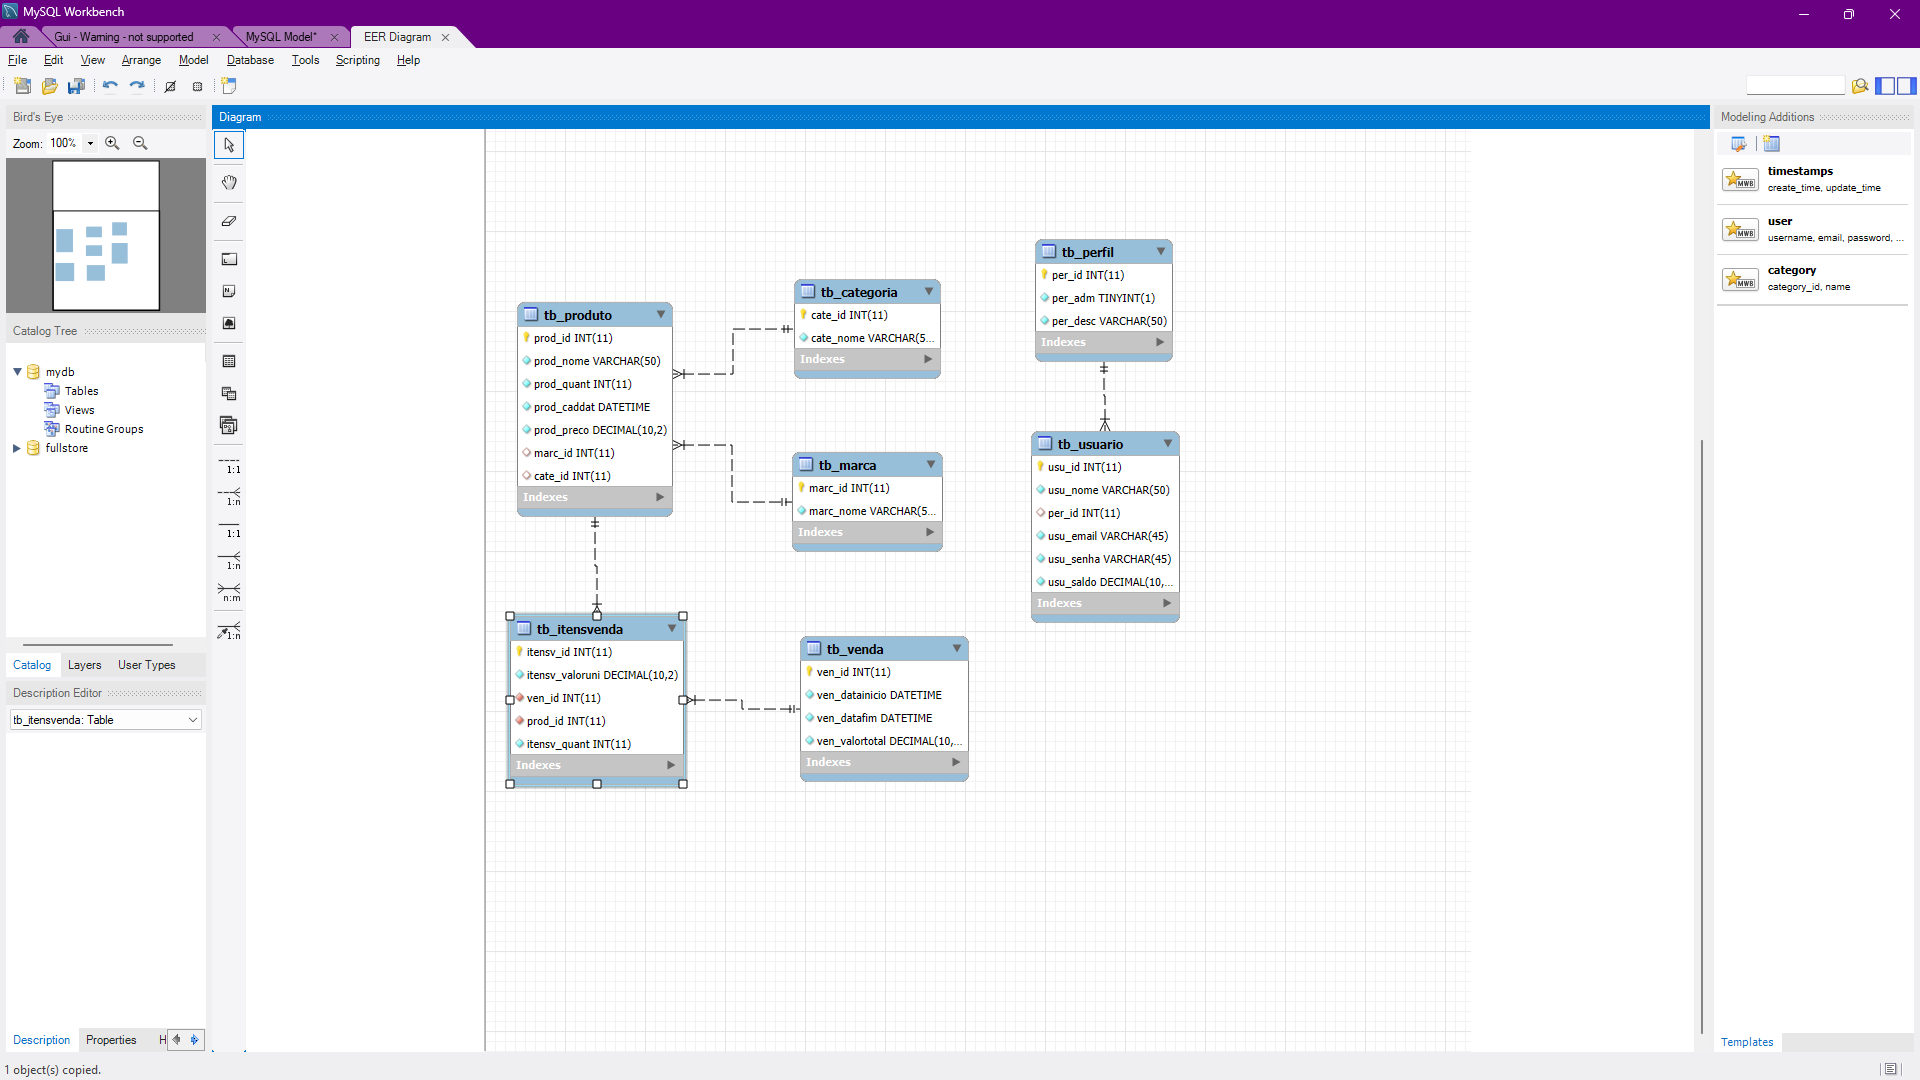 MySQL Workbench
Gui - Warning - not supported
MySQL Model*
EER Diagram
File Edit View Arrange Model Database Tools Scripting Help
Bird's Eye
Zoom: 100%
Catalog Tree
mydb
Tables
Views
Routine Groups
fullstore
Catalog Layers User Types
Description Editor
tb_itensvenda: Table
Description Properties H
1 object(s) copied.
Diagram
1:1
1:n
1:1
1:n
n:m
1:n
tb_produto
prod_id INT(11)
prod_nome VARCHAR(50)
prod_quant INT(11)
prod_caddat DATETIME
prod_preco DECIMAL(10,2)
marc_id INT(11)
cate_id INT(11)
Indexes
tb_categoria
cate_id INT(11)
cate_nome VARCHAR(5...
Indexes
tb_perfil
per_id INT(11)
per_adm TINYINT(1)
per_desc VARCHAR(50)
Indexes
tb_marca
marc_id INT(11)
marc_nome VARCHAR(5...
Indexes
tb_usuario
usu_id INT(11)
usu_nome VARCHAR(50)
per_id INT(11)
usu_email VARCHAR(45)
usu_senha VARCHAR(45)
usu_saldo DECIMAL(10,...
Indexes
tb_itensvenda
itensv_id INT(11)
itensv_valoruni DECIMAL(10,2)
ven_id INT(11)
prod_id INT(11)
itensv_quant INT(11)
Indexes
tb_venda
ven_id INT(11)
ven_datainicio DATETIME
ven_datafim DATETIME
ven_valortotal DECIMAL(10,...
Indexes
Modeling Additions
timestamps
create_time, update_time
user
username, email, password, ...
category
category_id, name
Templates